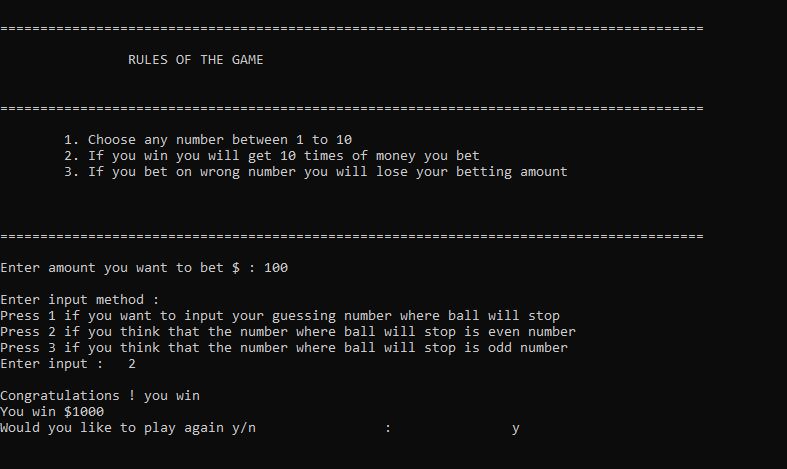 ========================================================================================
RULES OF THE GAME
========================================================================================
1. Choose any number between 1 to 10
2. If you win you will get 10 times of money you bet
3. If you bet on wrong number you will lose your betting amount
========================================================================================
Enter amount you want to bet $ : 100
Enter input method :
Press 1 if you want to input your guessing number where ball will stop
Press 2 if you think that the number where ball will stop is even number
Press 3 if you think that the number where ball will stop is odd number
Enter input :   2
Congratulations ! you win
You win $1000
Would you like to play again y/n                :               y